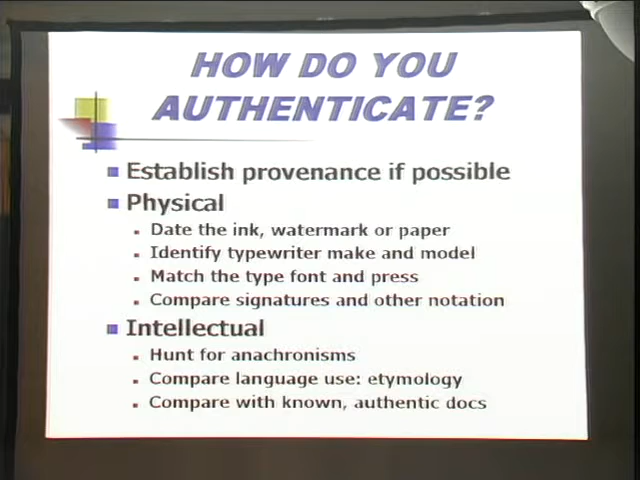 HOW DO YOU
AUTHENTICATE?
Establish provenance if possible
Physical
Date the ink, watermark or paper
Identify typewriter make and model
Match the type font and press
Compare signatures and other notation
Intellectual
Hunt for anachronisms
Compare language use: etymology
Compare with known, authentic docs